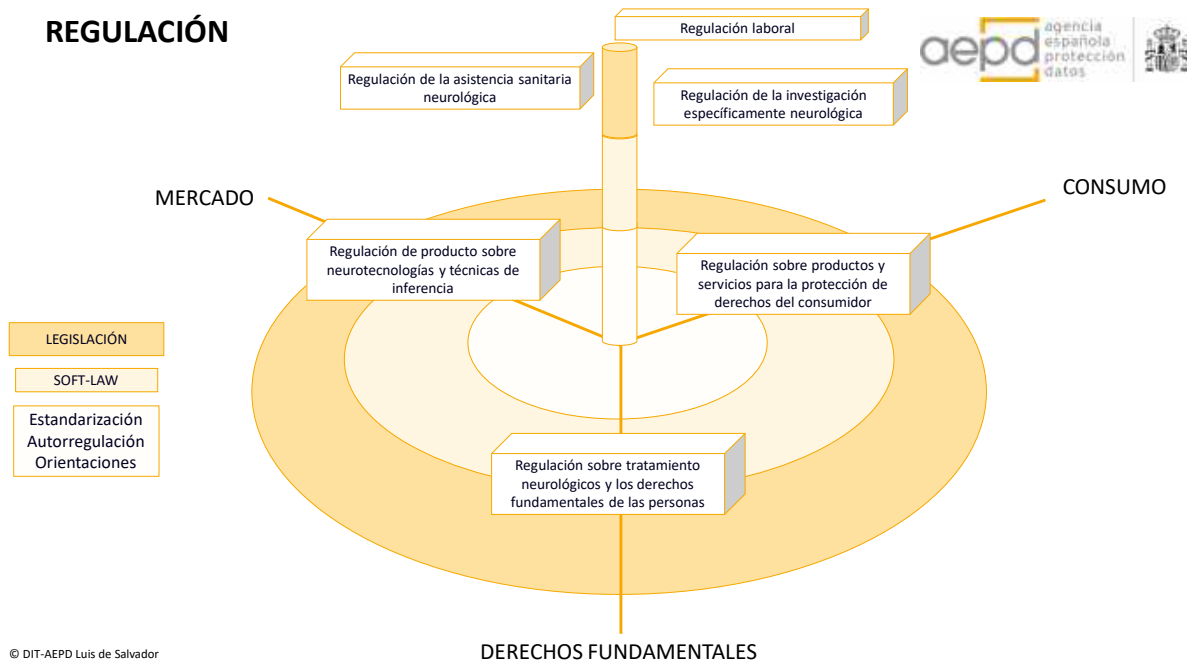 REGULACIÓN
Regulación laboral
aepd
agencia
española
protección
datos
Regulación de la asistencia sanitaria
neurológica
Regulación de la investigación
específicamente neurológica
MERCADO
CONSUMO
Regulación de producto sobre
neurotecnologías y técnicas de
inferencia
Regulación sobre productos y
servicios para la protección de
derechos del consumidor
LEGISLACIÓN
SOFT-LAW
Estandarización
Autorregulación
Orientaciones
Regulación sobre tratamiento
neurológicos y los derechos
fundamentales de las personas
© DIT-AEPD Luis de Salvador
DERECHOS FUNDAMENTALES